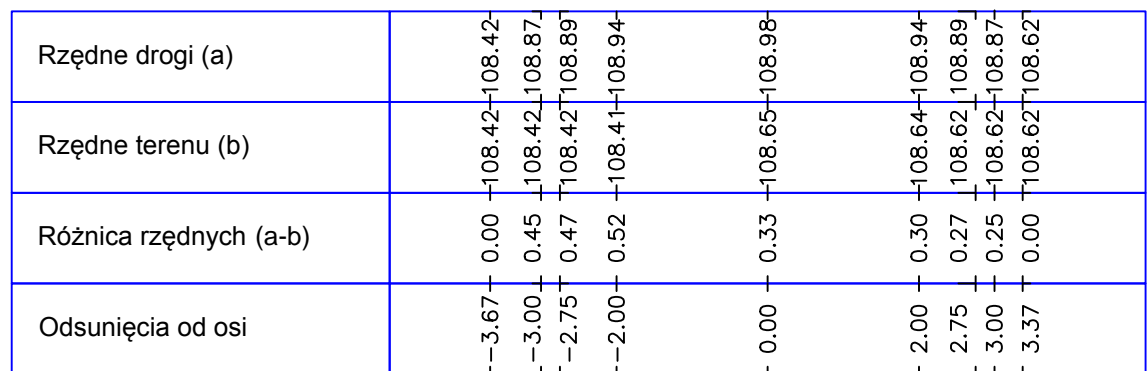 Rzędne drogi (a) 108.42 108.87 108.89 108.94 108.98 108.94 108.89 108.87 108.62
Rzędne terenu (b) 108.42 108.42 108.42 108.41 108.65 108.64 108.62 108.62 108.62
Różnica rzędnych (a-b) 0.00 0.45 0.47 0.52 0.33 0.30 0.27 0.25 0.00
Odsunięcia od osi -3.67 -3.00 -2.75 -2.00 0.00 2.00 2.75 3.00 3.37